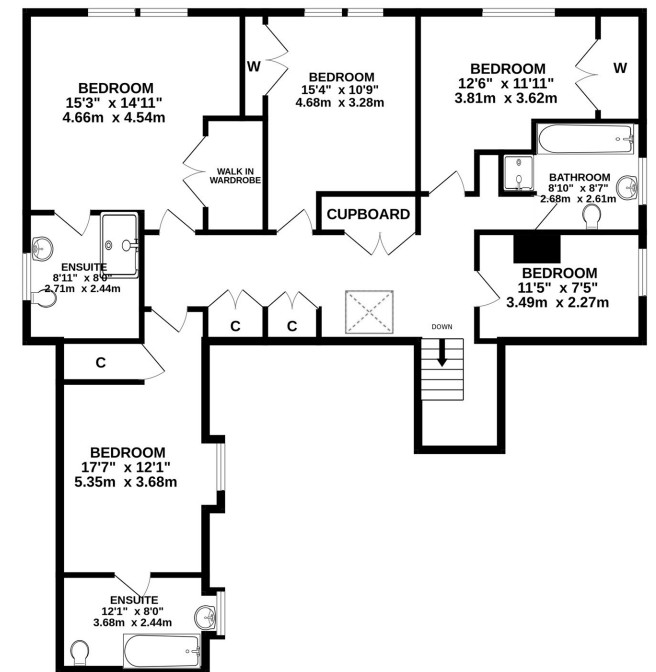 BEDROOM
15'3" x 14'11"
4.66m x 4.54m
W
BEDROOM
15'4" x 10'9"
4.68m x 3.28m
BEDROOM
12'6" x 11'11"
3.81m x 3.62m
W
WALK IN
WARDROBE
BATHROOM
8'10" x 8'7"
2.68m x 2.61m
CUPBOARD
ENSUITE
8'11" x 8'0"
2.71m x 2.44m
BEDROOM
11'5" x 7'5"
3.49m x 2.27m
C
C
DOWN
C
BEDROOM
17'7" x 12'1"
5.35m x 3.68m
ENSUITE
12'1" x 8'0"
3.68m x 2.44m